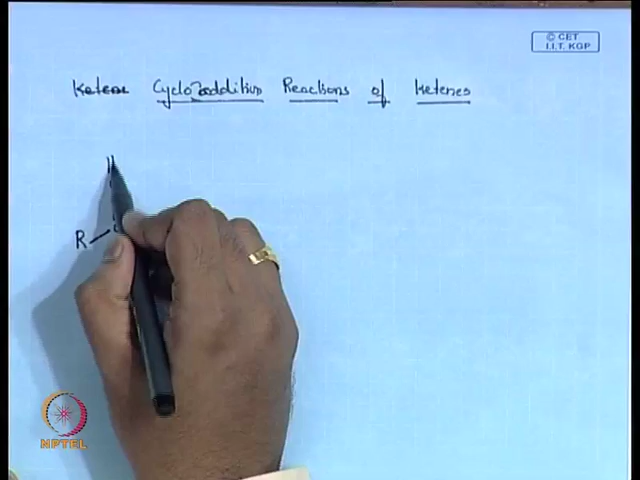 © CET
I.I.T. KGP
Ketene Cycloaddition Reactions of Ketenes
R
NPTEL